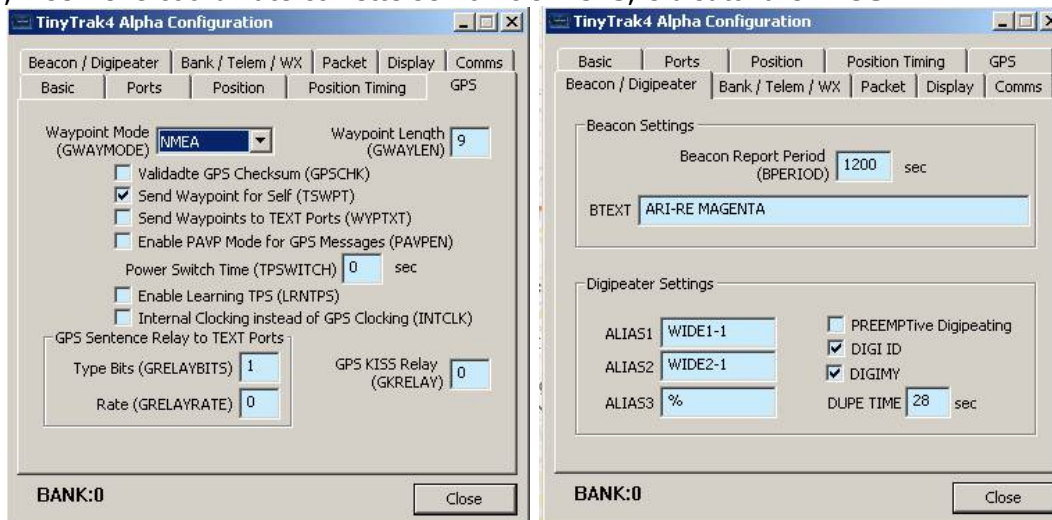 TinyTrak4 Alpha Configuration
Beacon / Digipeater Bank / Telem / WX Packet Display Comms
Basic Ports Position Position Timing GPS
Waypoint Mode
(GWAYMODE) NMEA
Waypoint Length
(GWAYLEN) 9
Validadte GPS Checksum (GPSCHK)
Send Waypoint for Self (TSWPT)
Send Waypoints to TEXT Ports (WYPTXT)
Enable PAVP Mode for GPS Messages (PAVPEN)
Power Switch Time (TPSWITCH) 0 sec
Enable Learning TPS (LRNTPS)
Internal Clocking instead of GPS Clocking (INTCLK)
GPS Sentence Relay to TEXT Ports
Type Bits (GRELAYBITS) 1
Rate (GRELAYRATE) 0
GPS KISS Relay
(GKRELAY) 0
BANK:0 Close
TinyTrak4 Alpha Configuration
Basic Ports Position Position Timing GPS
Beacon / Digipeater Bank / Telem / WX Packet Display Comms
Beacon Settings
Beacon Report Period
(BPERIOD) 1200 sec
BTEXT ARI-RE MAGENTA
Digipeater Settings
ALIAS1 WIDE1-1
ALIAS2 WIDE2-1
ALIAS3 %
PREEMPTive Digipeating
DIGI ID
DIGIMY
DUPE TIME 28 sec
BANK:0 Close